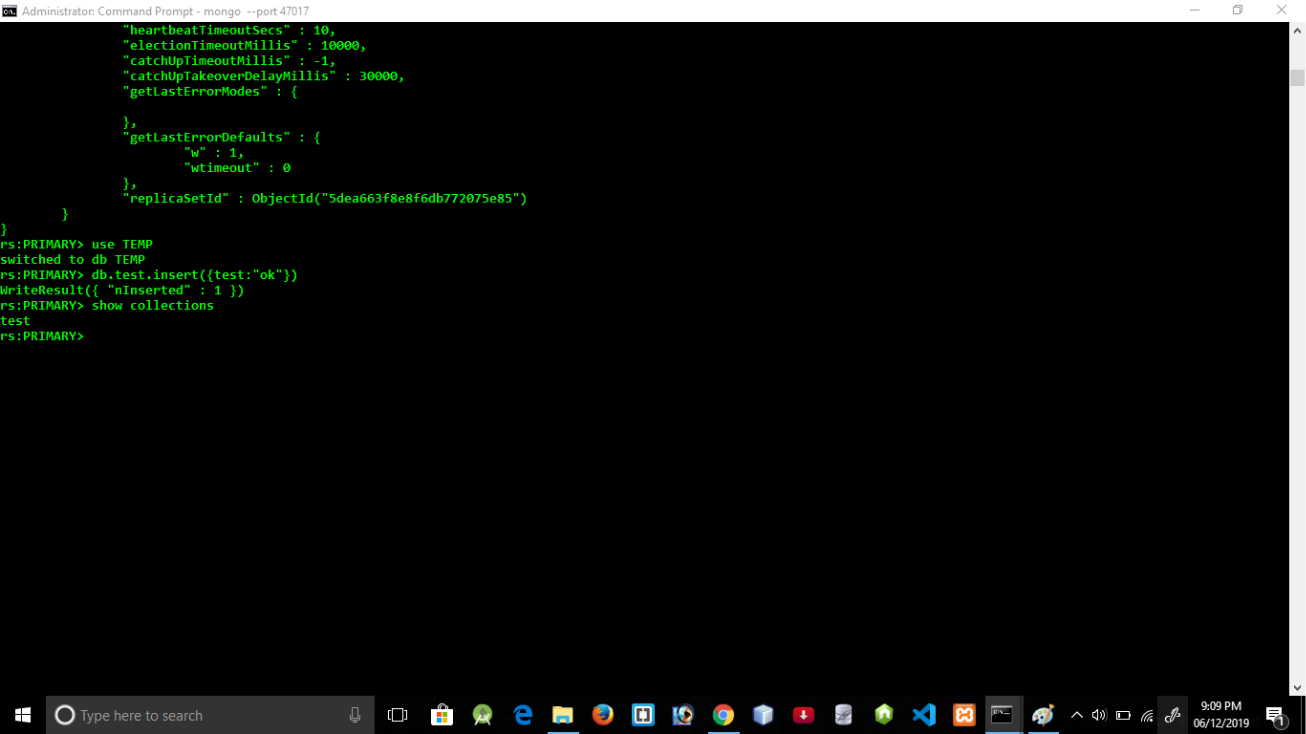 Administrator: Command Prompt - mongo  --port 47017
                "heartbeatTimeoutSecs" : 10,
                "electionTimeoutMillis" : 10000,
                "catchUpTimeoutMillis" : -1,
                "catchUpTakeoverDelayMillis" : 30000,
                "getLastErrorModes" : {
                },
                "getLastErrorDefaults" : {
                        "w" : 1,
                        "wtimeout" : 0
                },
                "replicaSetId" : ObjectId("5dea663f8e8f6db772075e85")
        }
}
rs:PRIMARY> use TEMP
switched to db TEMP
rs:PRIMARY> db.test.insert({test:"ok"})
WriteResult({ "nInserted" : 1 })
rs:PRIMARY> show collections
test
rs:PRIMARY>
Type here to search
9:09 PM
06/12/2019
1